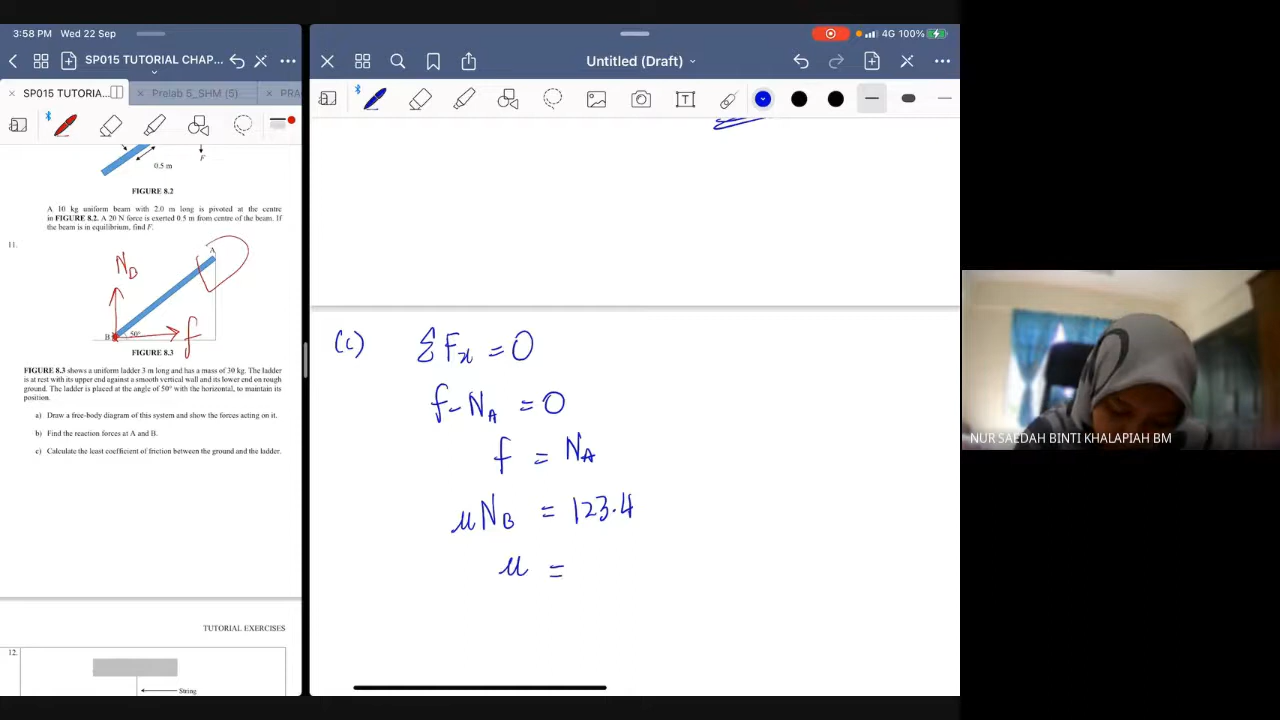 3:58 PM Wed 22 Sep
4G 100%
SP015 TUTORIAL CHAP...
Untitled (Draft)
SP015 TUTORIA...
Prelab 5_SHM (5)
PRA
0.5 m
F
FIGURE 8.2
A 10 kg uniform beam with 2.0 m long is pivoted at the centre
in FIGURE 8.2. A 20 N force is exerted 0.5 m from centre of the beam. If
the beam is in equilibrium, find F.
11.
A
N_B
B
50°
f
FIGURE 8.3
FIGURE 8.3 shows a uniform ladder 3 m long and has a mass of 30 kg. The ladder
is at rest with its upper end against a smooth vertical wall and its lower end on rough
ground. The ladder is placed at the angle of 50° with the horizontal, to maintain its
position.
a) Draw a free-body diagram of this system and show the forces acting on it.
b) Find the reaction forces at A and B.
c) Calculate the least coefficient of friction between the ground and the ladder.
TUTORIAL EXERCISES
12.
String
(c) ΣF_x = 0
f - N_A = 0
f = N_A
μN_B = 123.4
μ =
NUR SAEDAH BINTI KHALAPIAH BM